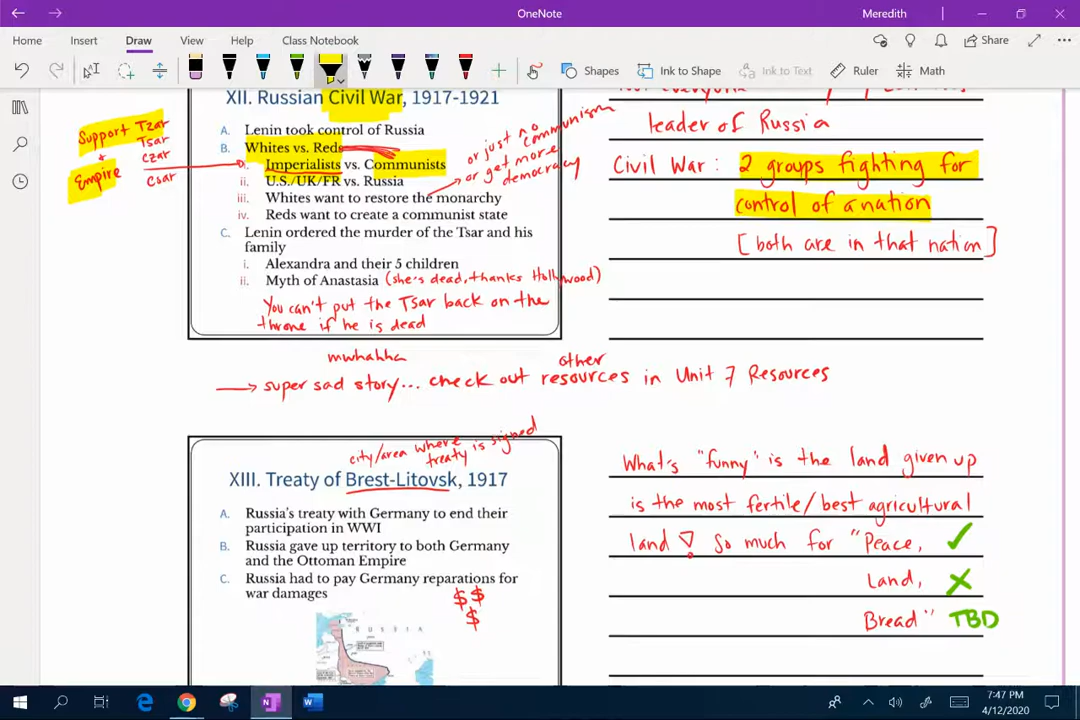 OneNote
Meredith
Home Insert Draw View Help Class Notebook
Share
Shapes Ink to Shape Ink to Text Ruler Math
XII. Russian Civil War, 1917-1921
A. Lenin took control of Russia
B. Whites vs. Reds
Imperialists vs. Communists
ii. U.S./UK/FR vs. Russia
iii. Whites want to restore the monarchy
iv. Reds want to create a communist state
C. Lenin ordered the murder of the Tsar and his
family
i. Alexandra and their 5 children
ii. Myth of Anastasia (she's dead, thanks Hollywood)
You can't put the Tsar back on the
throne if he is dead
Support Tzar
Tsar
+
czar
Empire
or just no communism
or get more
democracy
leader of Russia
Civil War: 2 groups fighting for
control of a nation
[both are in that nation]
mwhahha
other
super sad story... check out resources in Unit 7 Resources
city/area where
treaty is signed
XIII. Treaty of Brest-Litovsk, 1917
A. Russia's treaty with Germany to end their
participation in WWI
B. Russia gave up territory to both Germany
and the Ottoman Empire
C. Russia had to pay Germany reparations for
war damages
$ $
$
RUSSIA
What's "funny" is the land given up
is the most fertile/best agricultural
land! So much for "Peace, ✓
Land, X
Bread" TBD
7:47 PM
4/12/2020